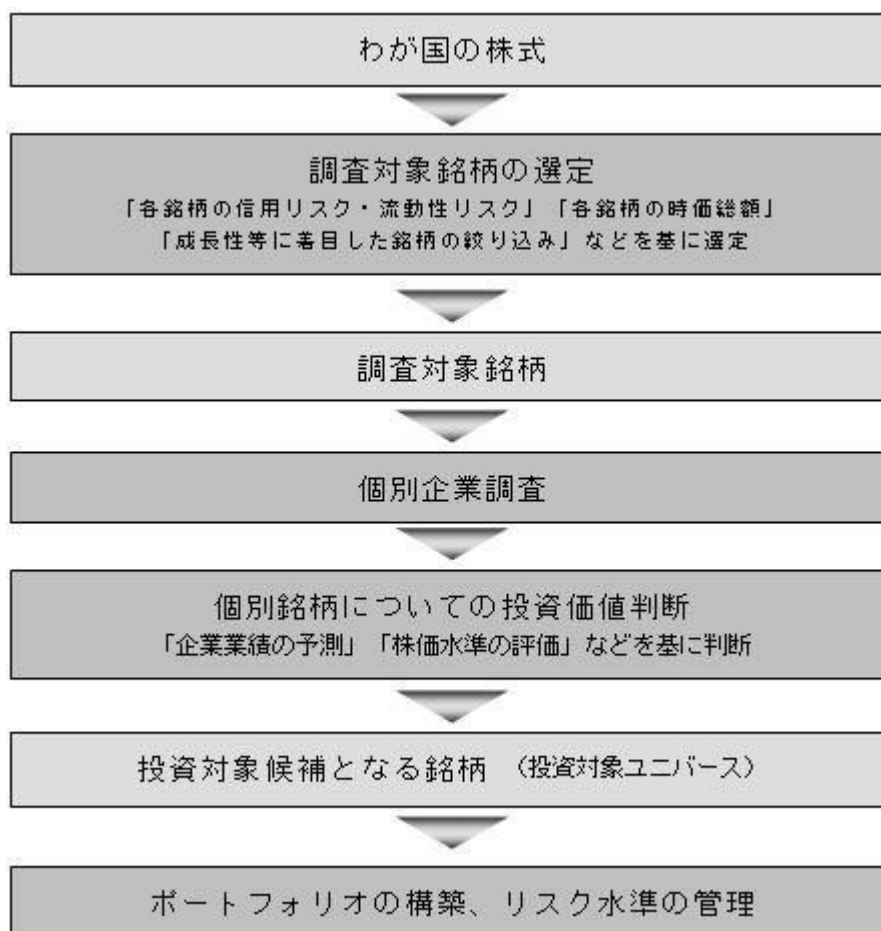 わが国の株式
調査対象銘柄の選定
「各銘柄の信用リスク・流動性リスク」「各銘柄の時価総額」
「成長性等に着目した銘柄の絞り込み」などを基に選定
調査対象銘柄
個別企業調査
個別銘柄についての投資価値判断
「企業業績の予測」「株価水準の評価」などを基に判断
投資対象候補となる銘柄（投資対象ユニバース）
ポートフォリオの構築、リスク水準の管理